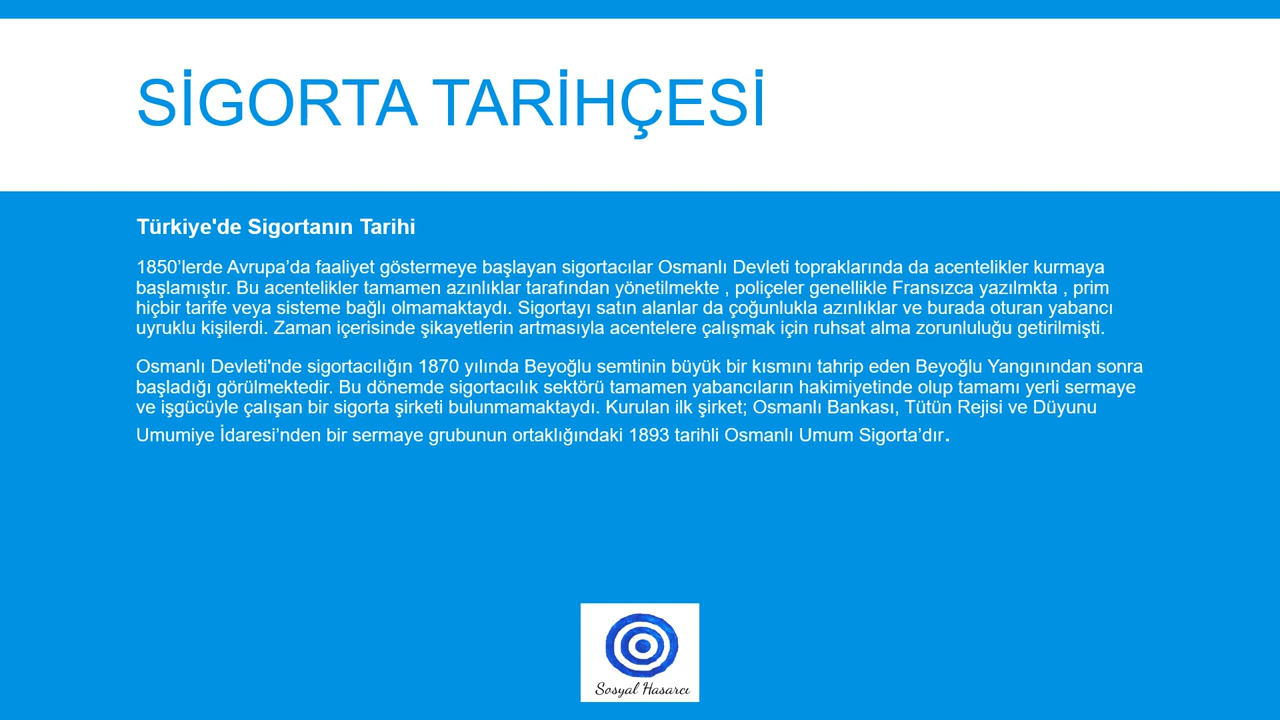 SİGORTA TARİHÇESİ
Türkiye'de Sigortanın Tarihi
1850’lerde Avrupa’da faaliyet göstermeye başlayan sigortacılar Osmanlı Devleti topraklarında da acentelikler kurmaya
başlamıştır. Bu acentelikler tamamen azınlıklar tarafından yönetilmekte , poliçeler genellikle Fransızca yazılmkta , prim
hiçbir tarife veya sisteme bağlı olmamaktaydı. Sigortayı satın alanlar da çoğunlukla azınlıklar ve burada oturan yabancı
uyruklu kişilerdi. Zaman içerisinde şikayetlerin artmasıyla acentelere çalışmak için ruhsat alma zorunluluğu getirilmişti.
Osmanlı Devleti'nde sigortacılığın 1870 yılında Beyoğlu semtinin büyük bir kısmını tahrip eden Beyoğlu Yangınından sonra
başladığı görülmektedir. Bu dönemde sigortacılık sektörü tamamen yabancıların hakimiyetinde olup tamamı yerli sermaye
ve işgücüyle çalışan bir sigorta şirketi bulunmamaktaydı. Kurulan ilk şirket; Osmanlı Bankası, Tütün Rejisi ve Düyunu
Umumiye İdaresi’nden bir sermaye grubunun ortaklığındaki 1893 tarihli Osmanlı Umum Sigorta’dır.
Sosyal Hasarcı